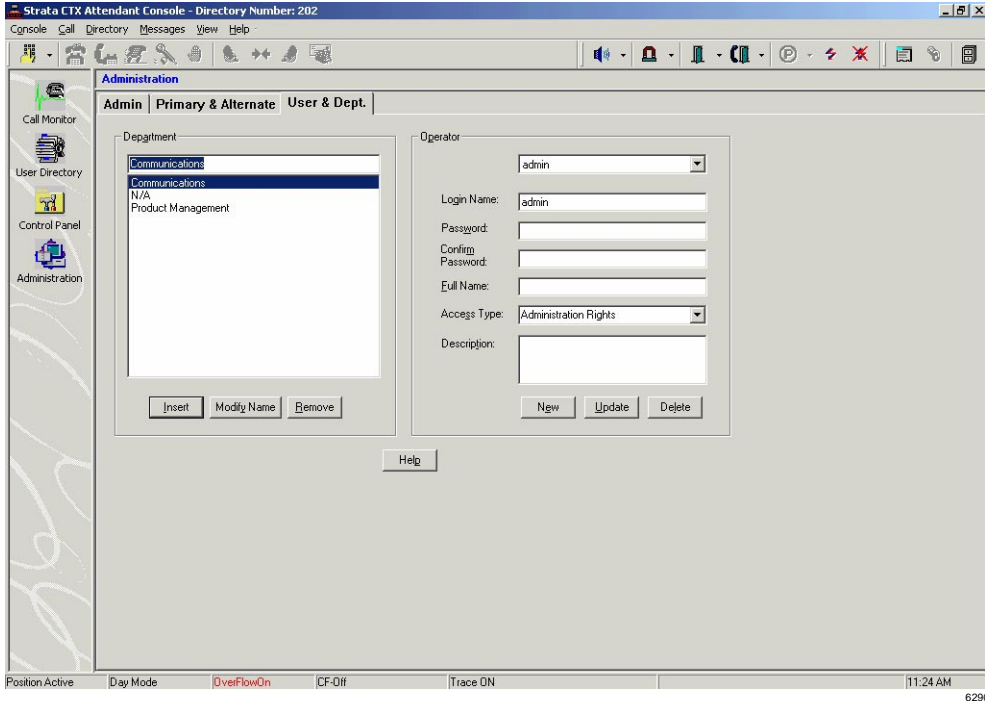 Strata CTX Attendant Console - Directory Number: 202
Console Call Directory Messages View Help
Administration
Call Monitor
User Directory
Control Panel
Administration
Admin Primary & Alternate User & Dept.
Department
Communications
Communications
N/A
Product Management
Insert Modify Name Remove
Operator
admin
Login Name: admin
Password:
Confirm
Password:
Full Name:
Access Type: Administration Rights
Description:
New Update Delete
Help
Position Active Day Mode OverFlowOn CF-Off Trace ON 11:24 AM
6290